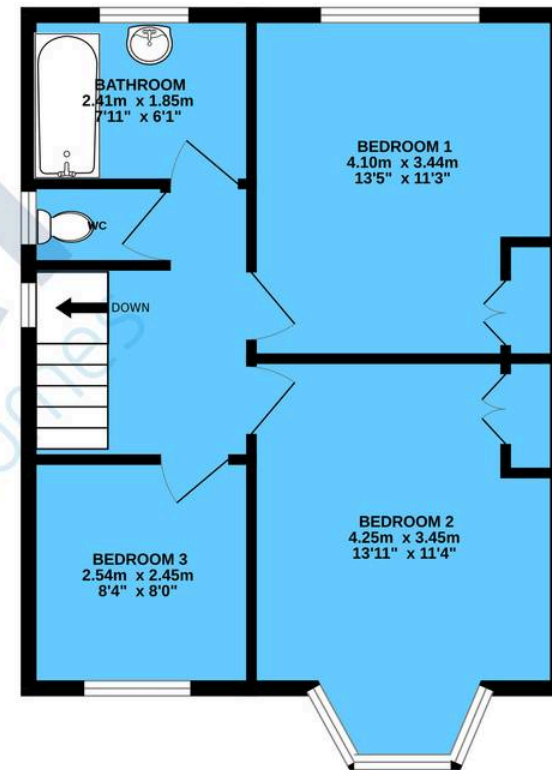 BATHROOM
2.41m x 1.85m
7'11" x 6'1"
BEDROOM 1
4.10m x 3.44m
13'5" x 11'3"
WC
DOWN
BEDROOM 2
4.25m x 3.45m
13'11" x 11'4"
BEDROOM 3
2.54m x 2.45m
8'4" x 8'0"